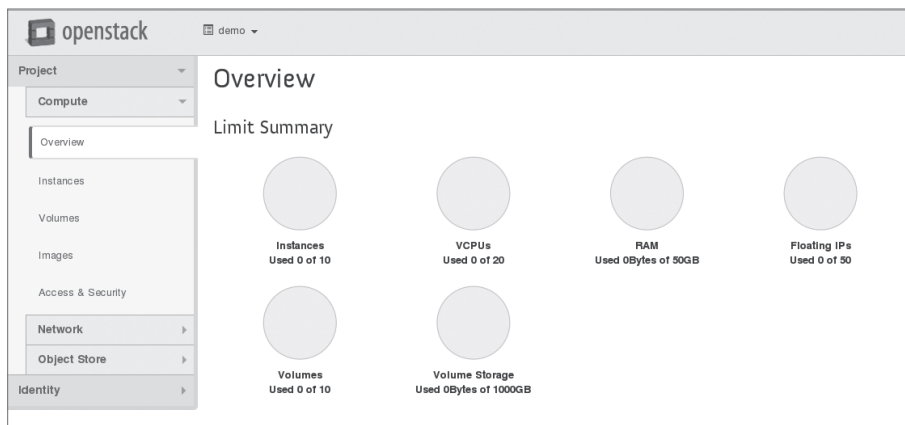 openstack
demo
Project
Compute
Overview
Instances
Volumes
Images
Access & Security
Network
Object Store
Identity
Overview
Limit Summary
Instances
Used 0 of 10
VCPUs
Used 0 of 20
RAM
Used 0Bytes of 50GB
Floating IPs
Used 0 of 50
Volumes
Used 0 of 10
Volume Storage
Used 0Bytes of 1000GB